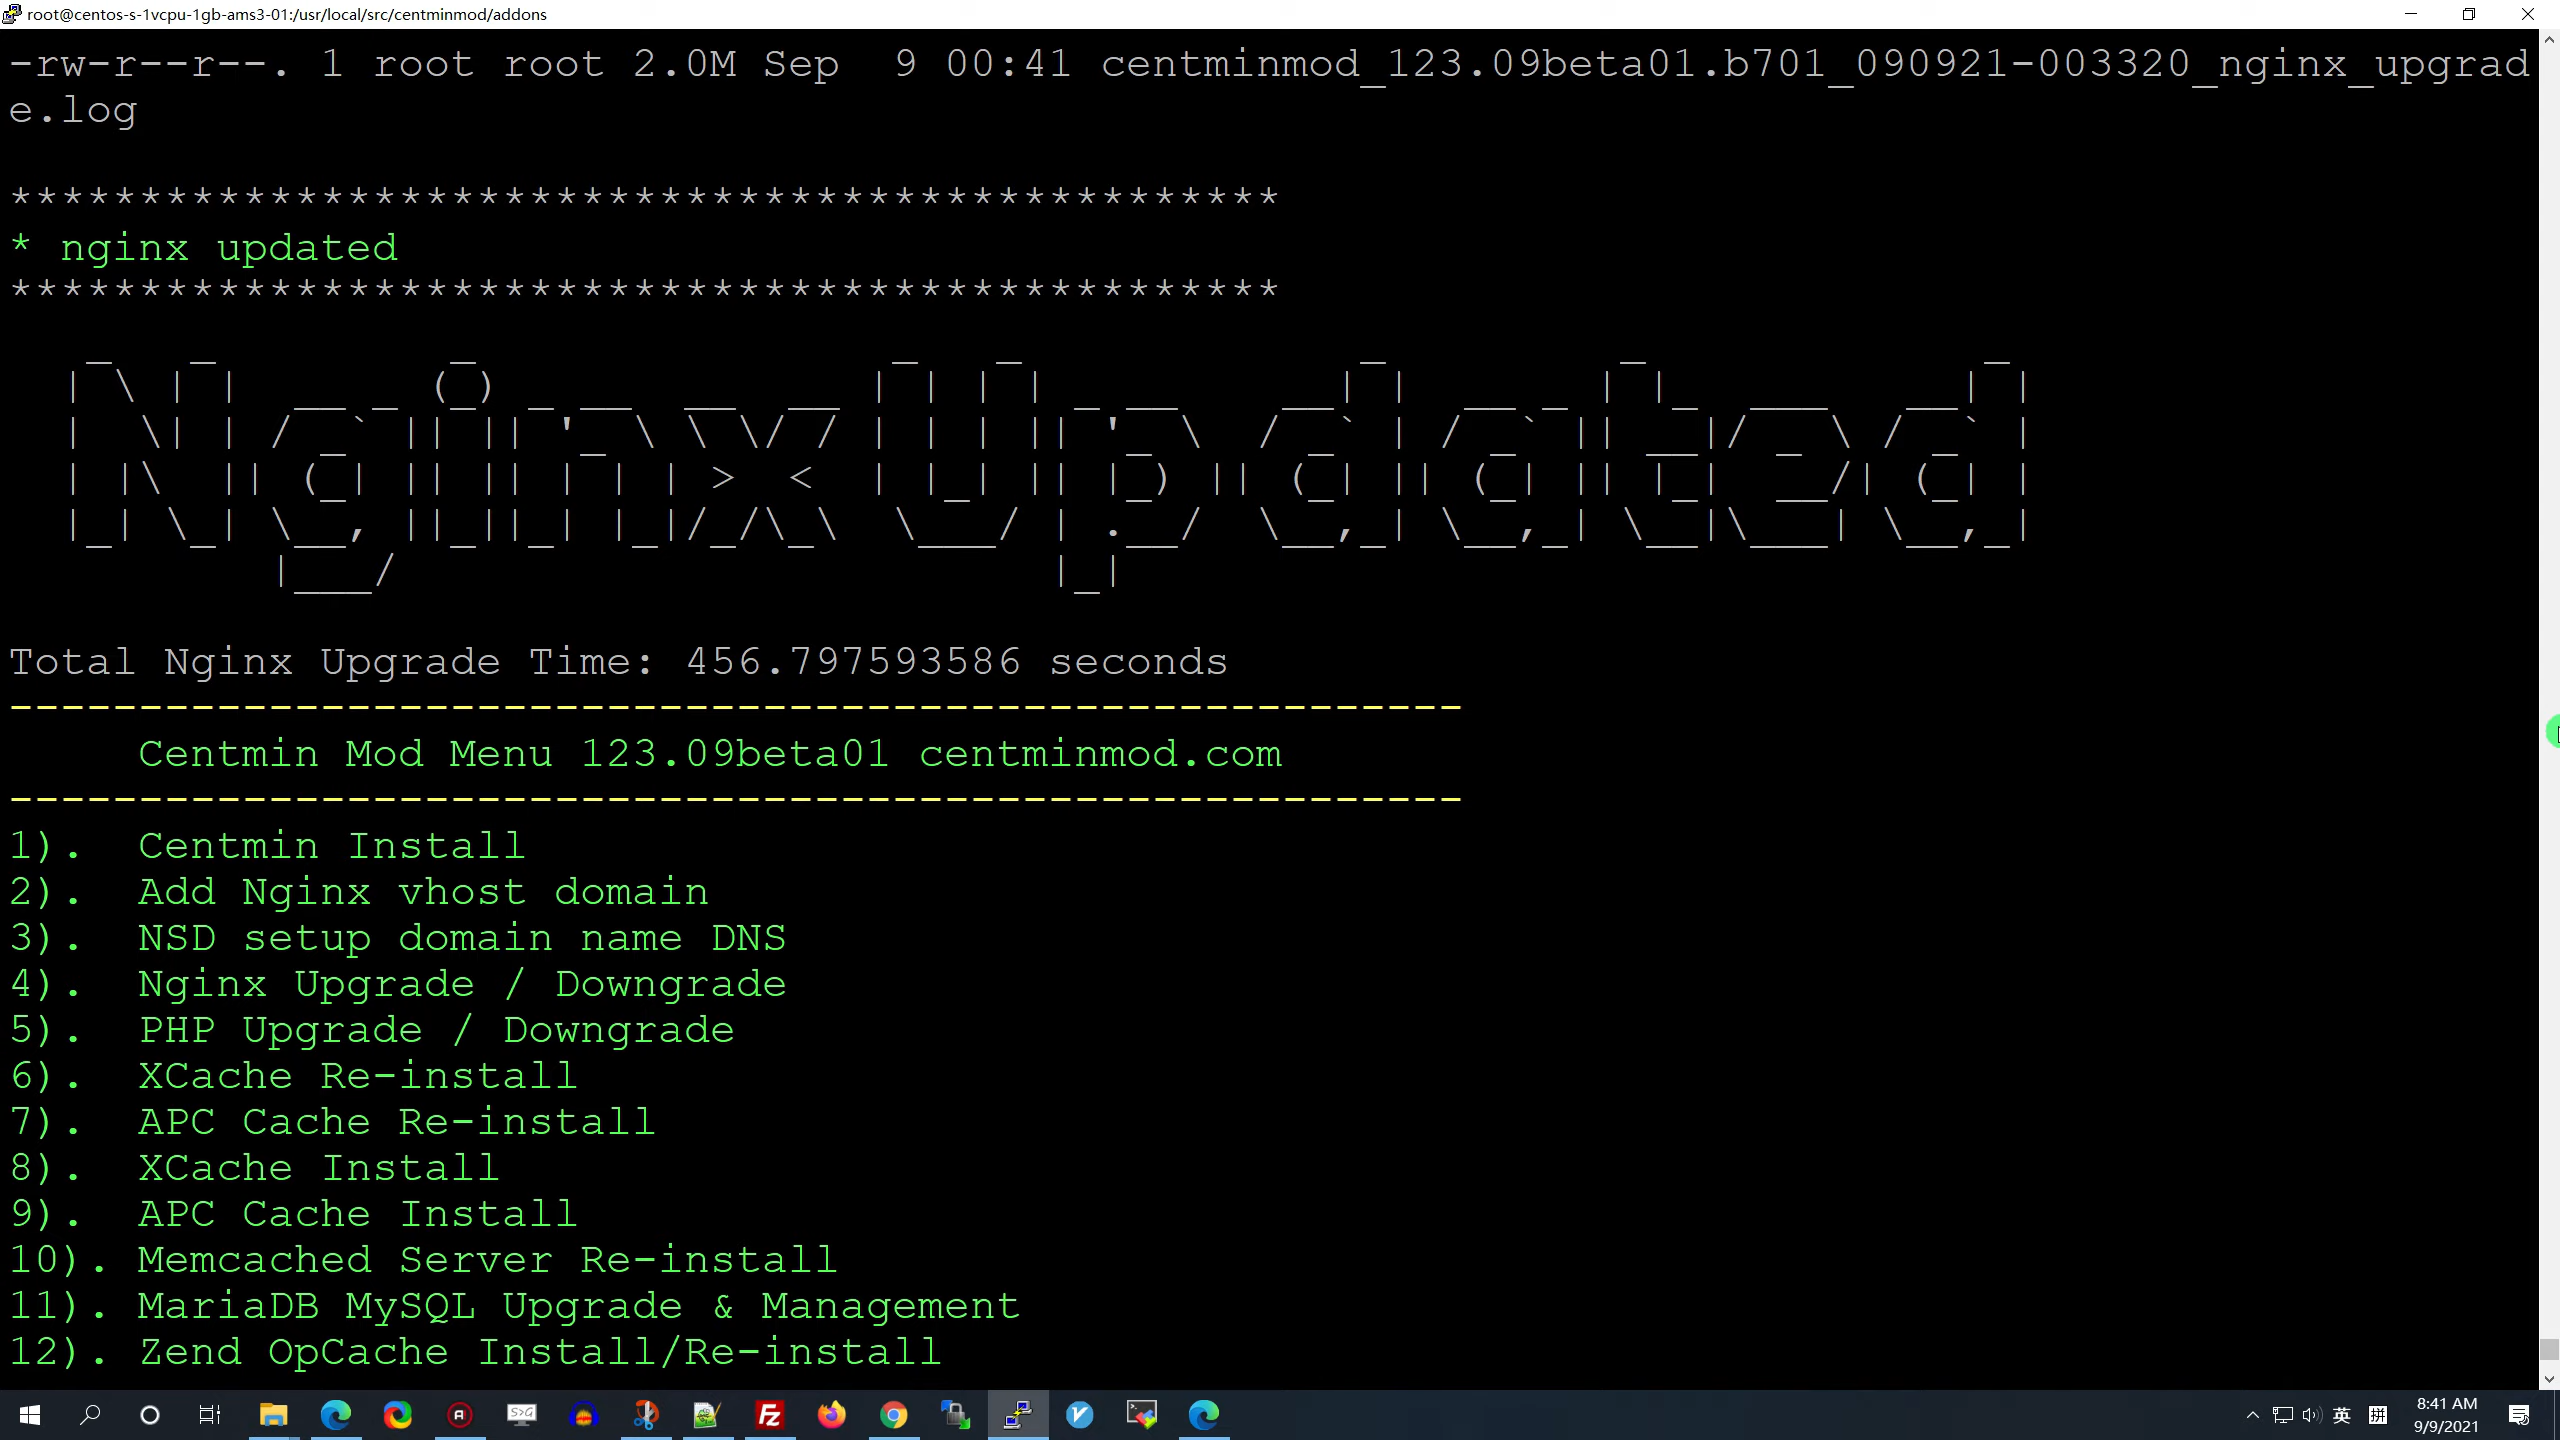 root@centos-s-1vcpu-1gb-ams3-01:/usr/local/src/centminmod/addons
-rw-r--r--. 1 root root 2.0M Sep  9 00:41 centminmod_123.09beta01.b701_090921-003320_nginx_upgrad
e.log
*************************************************
* nginx updated
*************************************************
Nginx Updated
Total Nginx Upgrade Time: 456.797593586 seconds
--------------------------------------------------------
Centmin Mod Menu 123.09beta01 centminmod.com
--------------------------------------------------------
1).  Centmin Install
2).  Add Nginx vhost domain
3).  NSD setup domain name DNS
4).  Nginx Upgrade / Downgrade
5).  PHP Upgrade / Downgrade
6).  XCache Re-install
7).  APC Cache Re-install
8).  XCache Install
9).  APC Cache Install
10). Memcached Server Re-install
11). MariaDB MySQL Upgrade & Management
12). Zend OpCache Install/Re-install
S>G
Fz
英
拼
8:41 AM
9/9/2021